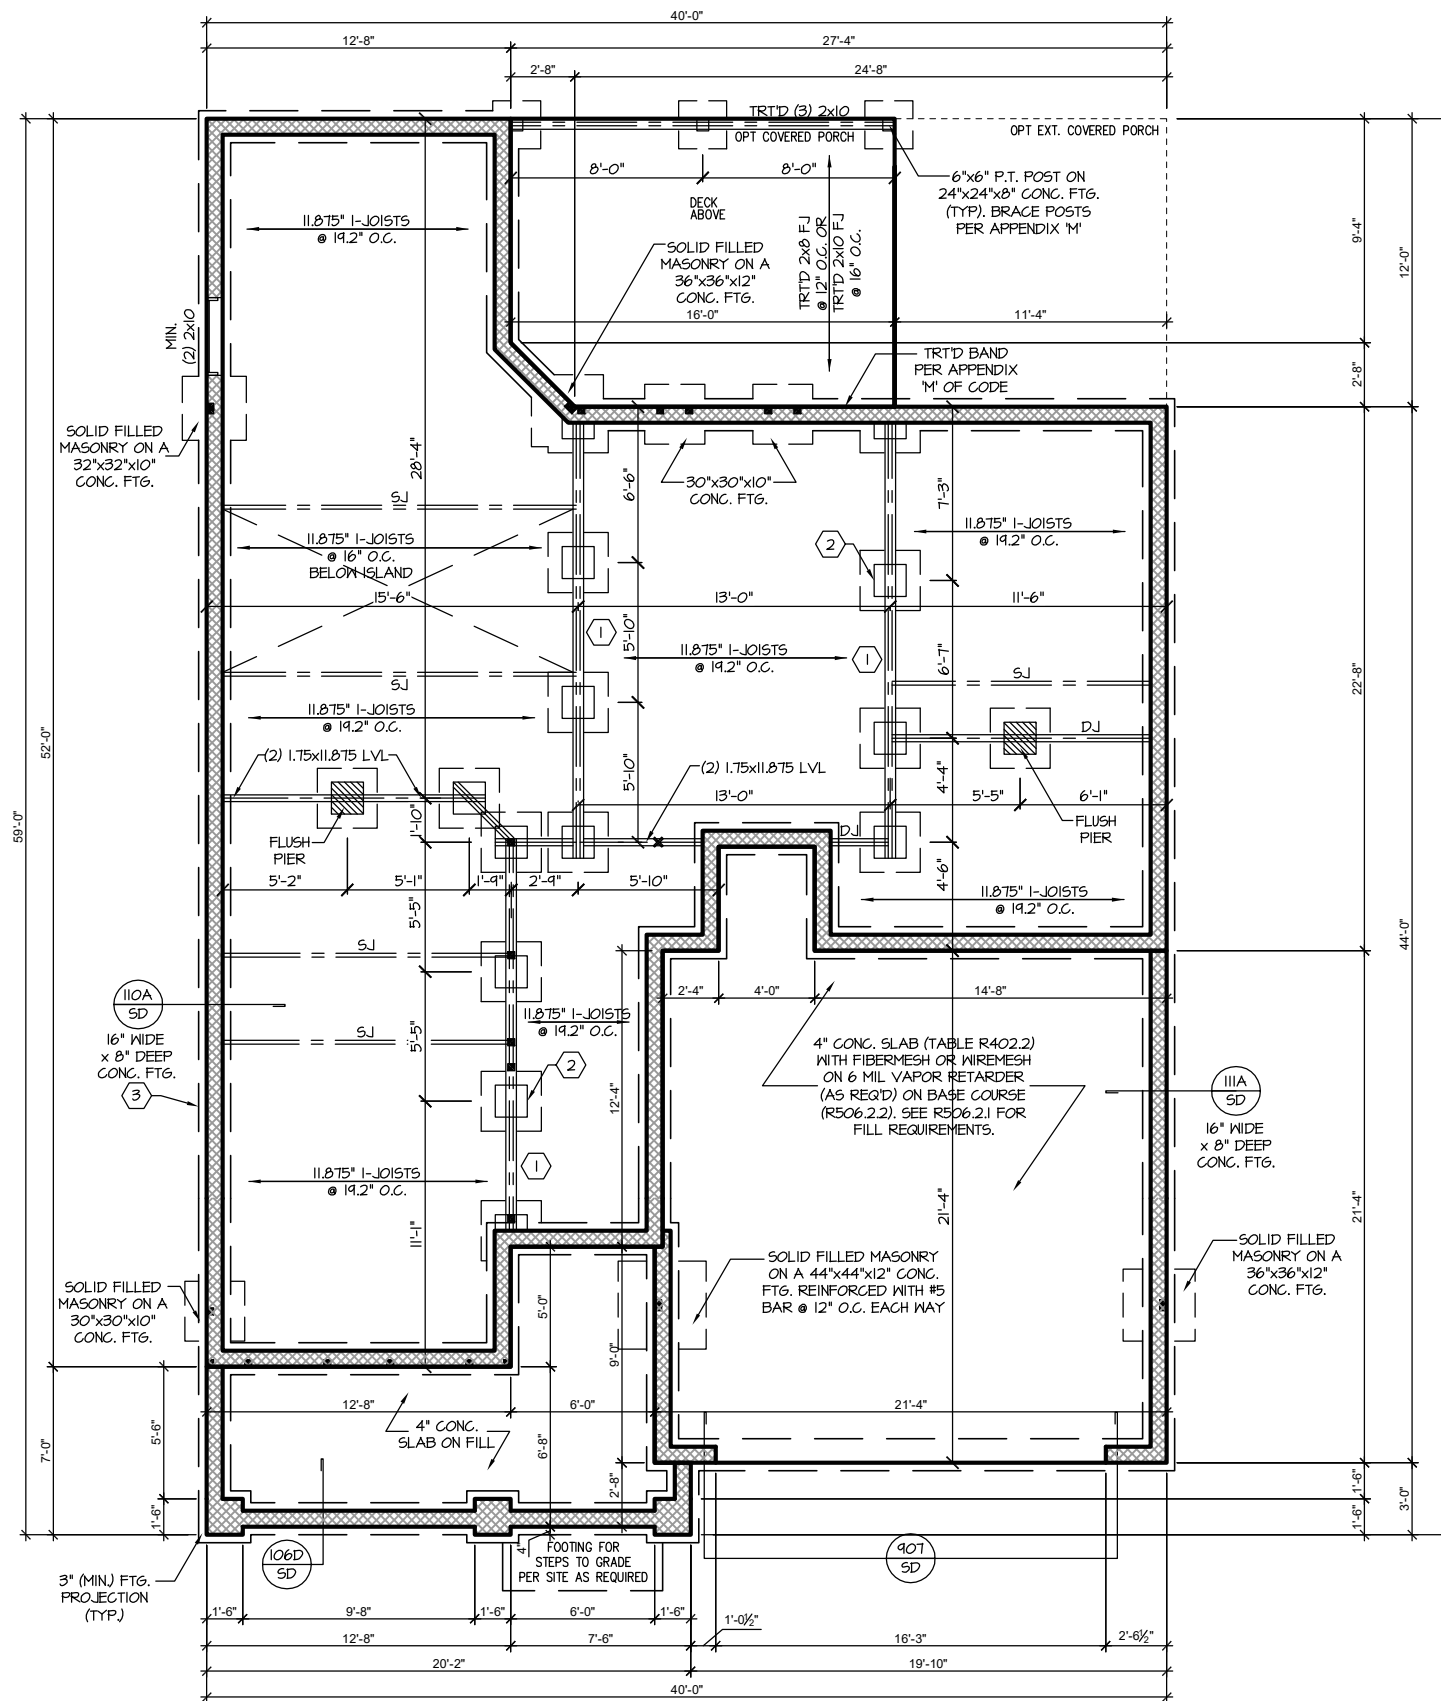 40'-0"
12'-8"
27'-4"
2'-8"
24'-8"
TRT'D (3) 2x10
OPT COVERED PORCH
OPT EXT. COVERED PORCH
8'-0"
8'-0"
6"x6" P.T. POST ON
24"x24"x8" CONC. FTG.
(TYP). BRACE POSTS
PER APPENDIX 'M'
DECK
ABOVE
11.875" I-JOISTS
@ 19.2" O.C.
SOLID FILLED
MASONRY ON A
36"x36"x12"
CONC. FTG.
TRT'D 2x8 FJ
@ 12" O.C. OR
TRT'D 2x10 FJ
@ 16" O.C.
9'-4"
12'-0"
16'-0"
11'-4"
MIN.
(2) 2x10
TRT'D BAND
PER APPENDIX
'M' OF CODE
2'-8"
SOLID FILLED
MASONRY ON A
32"x32"x10"
CONC. FTG.
28'-4"
6'-6"
30"x30"x10"
CONC. FTG.
7'-3"
SJ
11.875" I-JOISTS
@ 16" O.C.
BELOW ISLAND
2
11.875" I-JOISTS
@ 19.2" O.C.
15'-6"
13'-0"
11'-6"
1
5'-10"
11.875" I-JOISTS
@ 19.2" O.C.
1
6'-7"
SJ
SJ
22'-8"
11.875" I-JOISTS
@ 19.2" O.C.
DJ
52'-0"
59'-0"
(2) 1.75x11.875 LVL
5'-10"
(2) 1.75x11.875 LVL
4'-4"
13'-0"
5'-5"
6'-1"
1'-10"
FLUSH
PIER
FLUSH
PIER
DJ
5'-2"
5'-1"
1'-9"
2'-9"
5'-10"
4'-6"
11.875" I-JOISTS
@ 19.2" O.C.
5'-5"
SJ
44'-0"
110A
SD
16" WIDE
x 8" DEEP
CONC. FTG.
3
2'-4"
4'-0"
14'-8"
11.875" I-JOISTS
@ 19.2" O.C.
SJ
5'-5"
2
12'-4"
4" CONC. SLAB (TABLE R402.2)
WITH FIBERMESH OR WIREMESH
ON 6 MIL VAPOR RETARDER
(AS REQ'D) ON BASE COURSE
(R506.2.2). SEE R506.2.1 FOR
FILL REQUIREMENTS.
111A
SD
16" WIDE
x 8" DEEP
CONC. FTG.
1
11.875" I-JOISTS
@ 19.2" O.C.
11'-1"
21'-4"
21'-4"
SOLID FILLED
MASONRY ON A
30"x30"x10"
CONC. FTG.
SOLID FILLED MASONRY
ON A 44"x44"x12" CONC.
FTG. REINFORCED WITH #5
BAR @ 12" O.C. EACH WAY
SOLID FILLED
MASONRY ON A
36"x36"x12"
CONC. FTG.
5'-0"
9'-0"
12'-8"
6'-0"
21'-4"
4" CONC.
SLAB ON FILL
5'-6"
7'-0"
6'-8"
2'-8"
1'-6"
1'-6"
1'-6"
3'-0"
4"
FOOTING FOR
STEPS TO GRADE
PER SITE AS REQUIRED
106D
SD
907
SD
3" (MIN.) FTG.
PROJECTION
(TYP.)
1'-6"
9'-8"
1'-6"
6'-0"
1'-6"
1'-0½"
12'-8"
7'-6"
16'-3"
2'-6½"
20'-2"
19'-10"
40'-0"